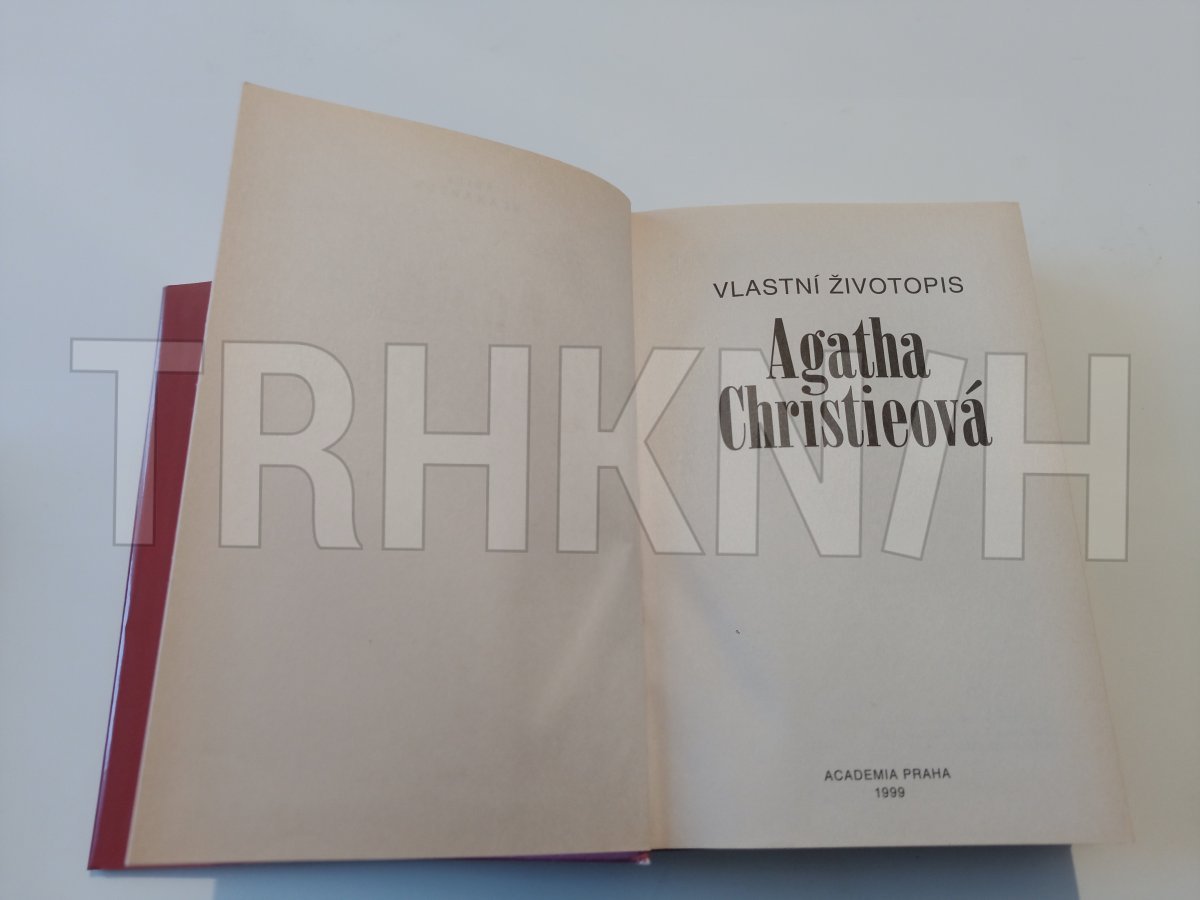 VLASTNÍ ŽIVOTOPIS
Agatha
Christieová
TRHKNIH
ACADEMIA PRAHA
1999